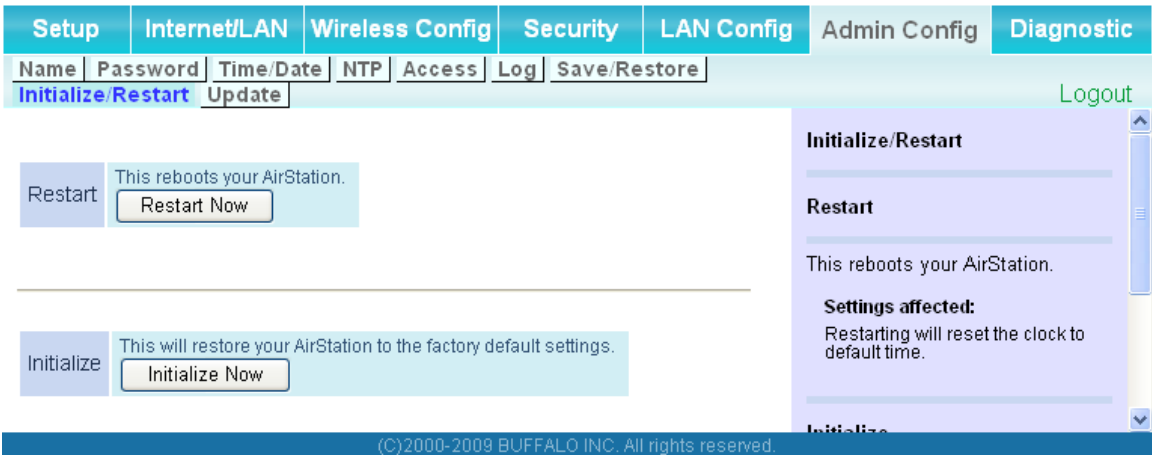 Setup Internet/LAN Wireless Config Security LAN Config Admin Config Diagnostic
Name Password Time/Date NTP Access Log Save/Restore
Initialize/Restart Update
Logout
Restart
This reboots your AirStation.
Restart Now
Initialize
This will restore your AirStation to the factory default settings.
Initialize Now
Initialize/Restart
Restart
This reboots your AirStation.
Settings affected:
Restarting will reset the clock to
default time.
Initialize
(C)2000-2009 BUFFALO INC. All rights reserved.